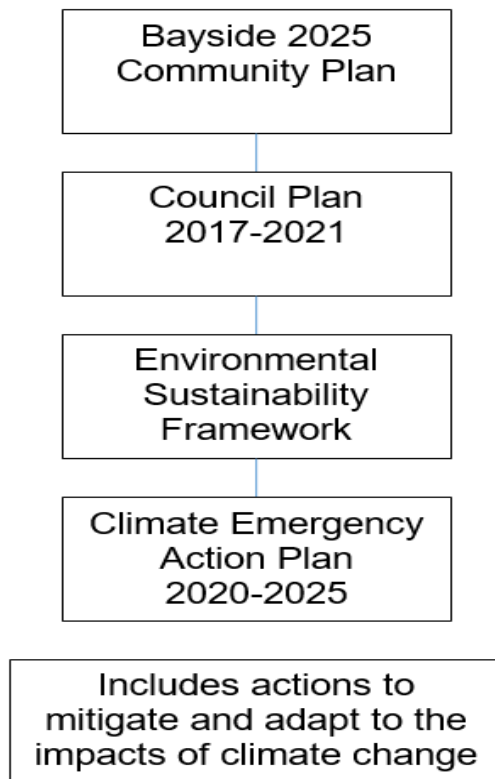 Bayside 2025
Community Plan
Council Plan
2017-2021
Environmental
Sustainability
Framework
Climate Emergency
Action Plan
2020-2025
Includes actions to
mitigate and adapt to the
impacts of climate change